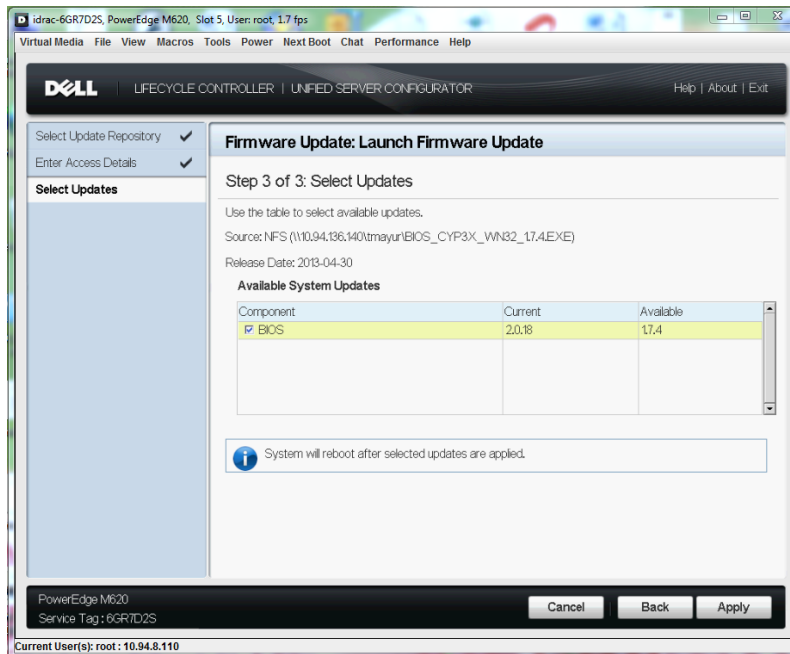 idrac-6GR7D2S, PowerEdge M620, Slot 5, User: root, 1.7 fps
Virtual Media File View Macros Tools Power Next Boot Chat Performance Help
DELL LIFECYCLE CONTROLLER | UNIFIED SERVER CONFIGURATOR Help | About | Exit
Select Update Repository
Enter Access Details
Select Updates
Firmware Update: Launch Firmware Update
Step 3 of 3: Select Updates
Use the table to select available updates.
Source: NFS (\\10.94.136.140\tmayur\BIOS_CYP3X_WN32_1.7.4.EXE)
Release Date: 2013-04-30
Available System Updates
Component Current Available
BIOS 2.0.18 1.7.4
System will reboot after selected updates are applied.
PowerEdge M620
Service Tag : 6GR7D2S
Cancel Back Apply
Current User(s): root : 10.94.8.110